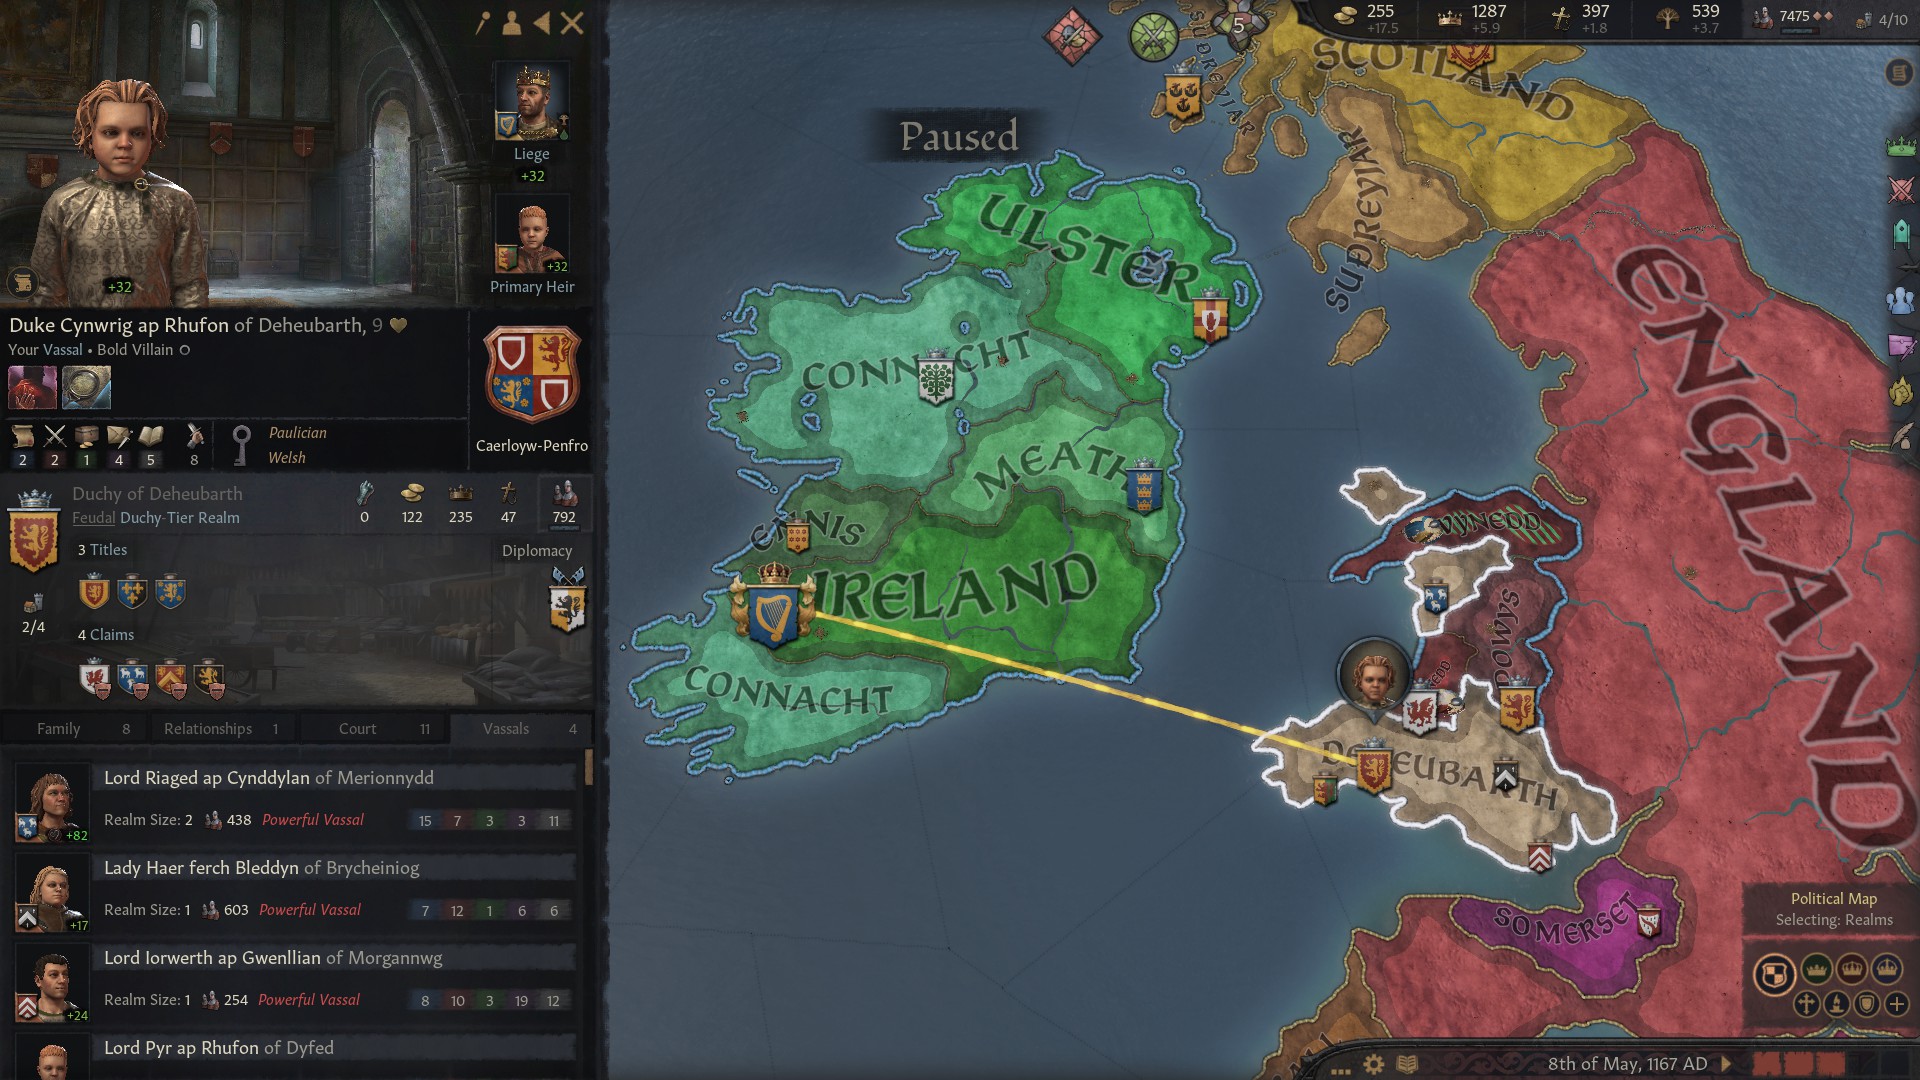 255
+17.5
1287
+5.9
397
+1.8
539
+3.7
7475
4/10
5
Liege
+32
+32
Primary Heir
+32
Duke Cynwrig ap Rhufon of Deheubarth, 9
Your Vassal • Bold Villain
2 2 1 4 5 8
Paulician
Welsh
Caerloyw-Penfro
Duchy of Deheubarth
Feudal Duchy-Tier Realm
0 122 235 47 792
3 Titles
Diplomacy
2/4
4 Claims
Family 8
Relationships 1
Court 11
Vassals 4
Lord Riaged ap Cynddylan of Merionnydd
Realm Size: 2 438 Powerful Vassal 15 7 3 3 11
+82
Lady Haer ferch Bleddyn of Brycheiniog
Realm Size: 1 603 Powerful Vassal 7 12 1 6 6
+17
Lord Iorwerth ap Gwenllian of Morgannwg
Realm Size: 1 254 Powerful Vassal 8 10 3 19 12
+24
Lord Pyr ap Rhufon of Dyfed
Paused
SCOTLAND
SUÐREYJAR
SUÐREYJAR
ULSTER
CONNACHT
MEATH
ENNIS
IRELAND
CONNACHT
ENGLAND
POWYS
DEHEUBARTH
SOMERSET
Political Map
Selecting: Realms
8th of May, 1167 AD